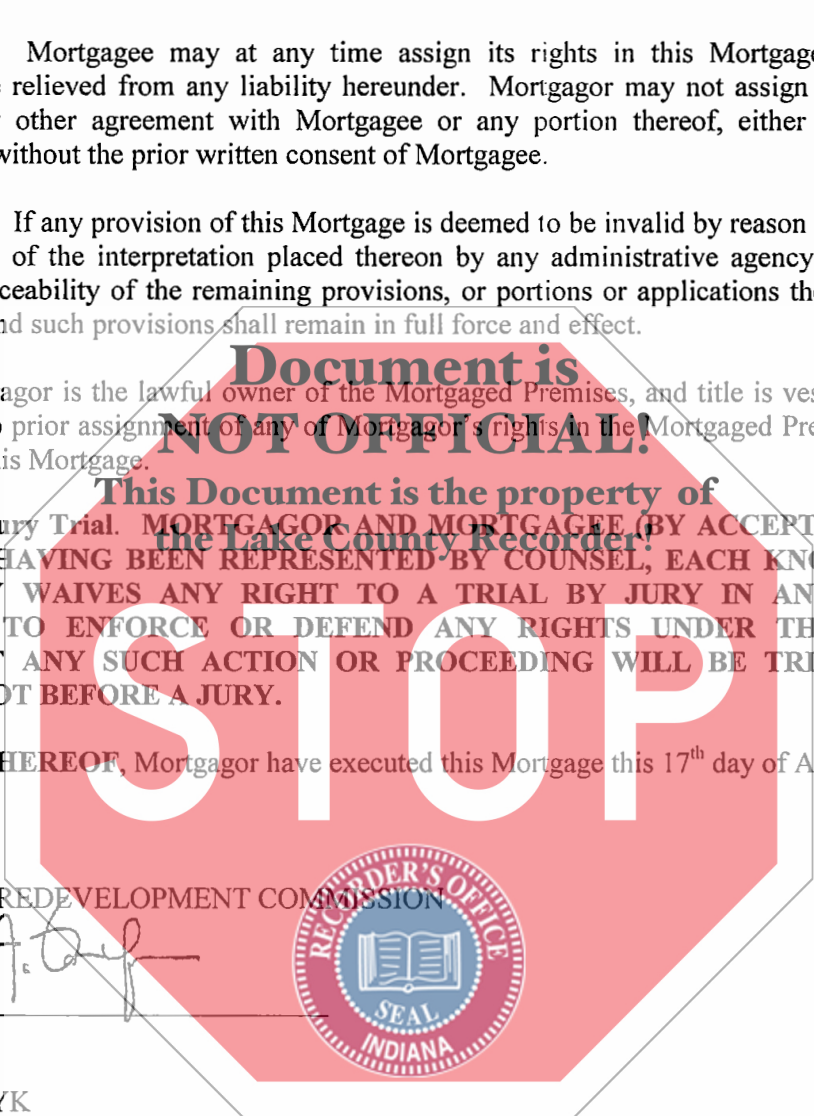 Mortgagee may at any time assign its rights in this Mortgage
relieved from any liability hereunder. Mortgagor may not assign
other agreement with Mortgagee or any portion thereof, either
without the prior written consent of Mortgagee.
If any provision of this Mortgage is deemed to be invalid by reason
of the interpretation placed thereon by any administrative agency
ceability of the remaining provisions, or portions or applications the
nd such provisions shall remain in full force and effect.
Document is
agor is the lawful owner of the Mortgaged Premises, and title is ves
NOT OFFICIAL!
prior assignment of any of Mortgagor's rights in the Mortgaged Pre
is Mortgage.
This Document is the property of
the Lake County Recorder!
ury Trial. MORTGAGOR AND MORTGAGEE (BY ACCEPT
HAVING BEEN REPRESENTED BY COUNSEL, EACH KNO
WAIVES ANY RIGHT TO A TRIAL BY JURY IN AN
TO ENFORCE OR DEFEND ANY RIGHTS UNDER TH
ANY SUCH ACTION OR PROCEEDING WILL BE TRI
OT BEFORE A JURY.
STOP
HEREOF, Mortgagor have executed this Mortgage this 17th day of A
REDEVELOPMENT COMMISSION
RECORDER'S OFFICE
SEAL
INDIANA
YK